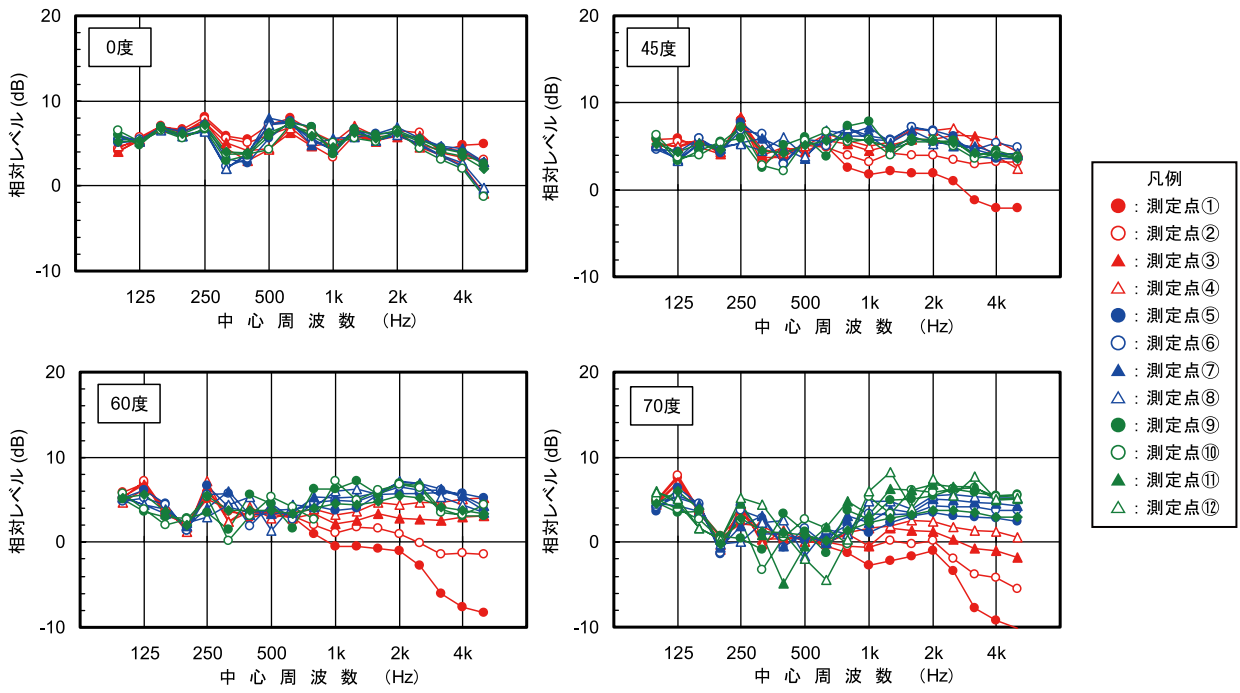 20
10
0
-10
相対レベル (dB)
0度
125 250 500 1k 2k 4k
中 心 周 波 数 (Hz)
20
10
0
-10
相対レベル (dB)
45度
125 250 500 1k 2k 4k
中 心 周 波 数 (Hz)
20
10
0
-10
相対レベル (dB)
60度
125 250 500 1k 2k 4k
中 心 周 波 数 (Hz)
20
10
0
-10
相対レベル (dB)
70度
125 250 500 1k 2k 4k
中 心 周 波 数 (Hz)
凡例
: 測定点①
: 測定点②
: 測定点③
: 測定点④
: 測定点⑤
: 測定点⑥
: 測定点⑦
: 測定点⑧
: 測定点⑨
: 測定点⑩
: 測定点⑪
: 測定点⑫